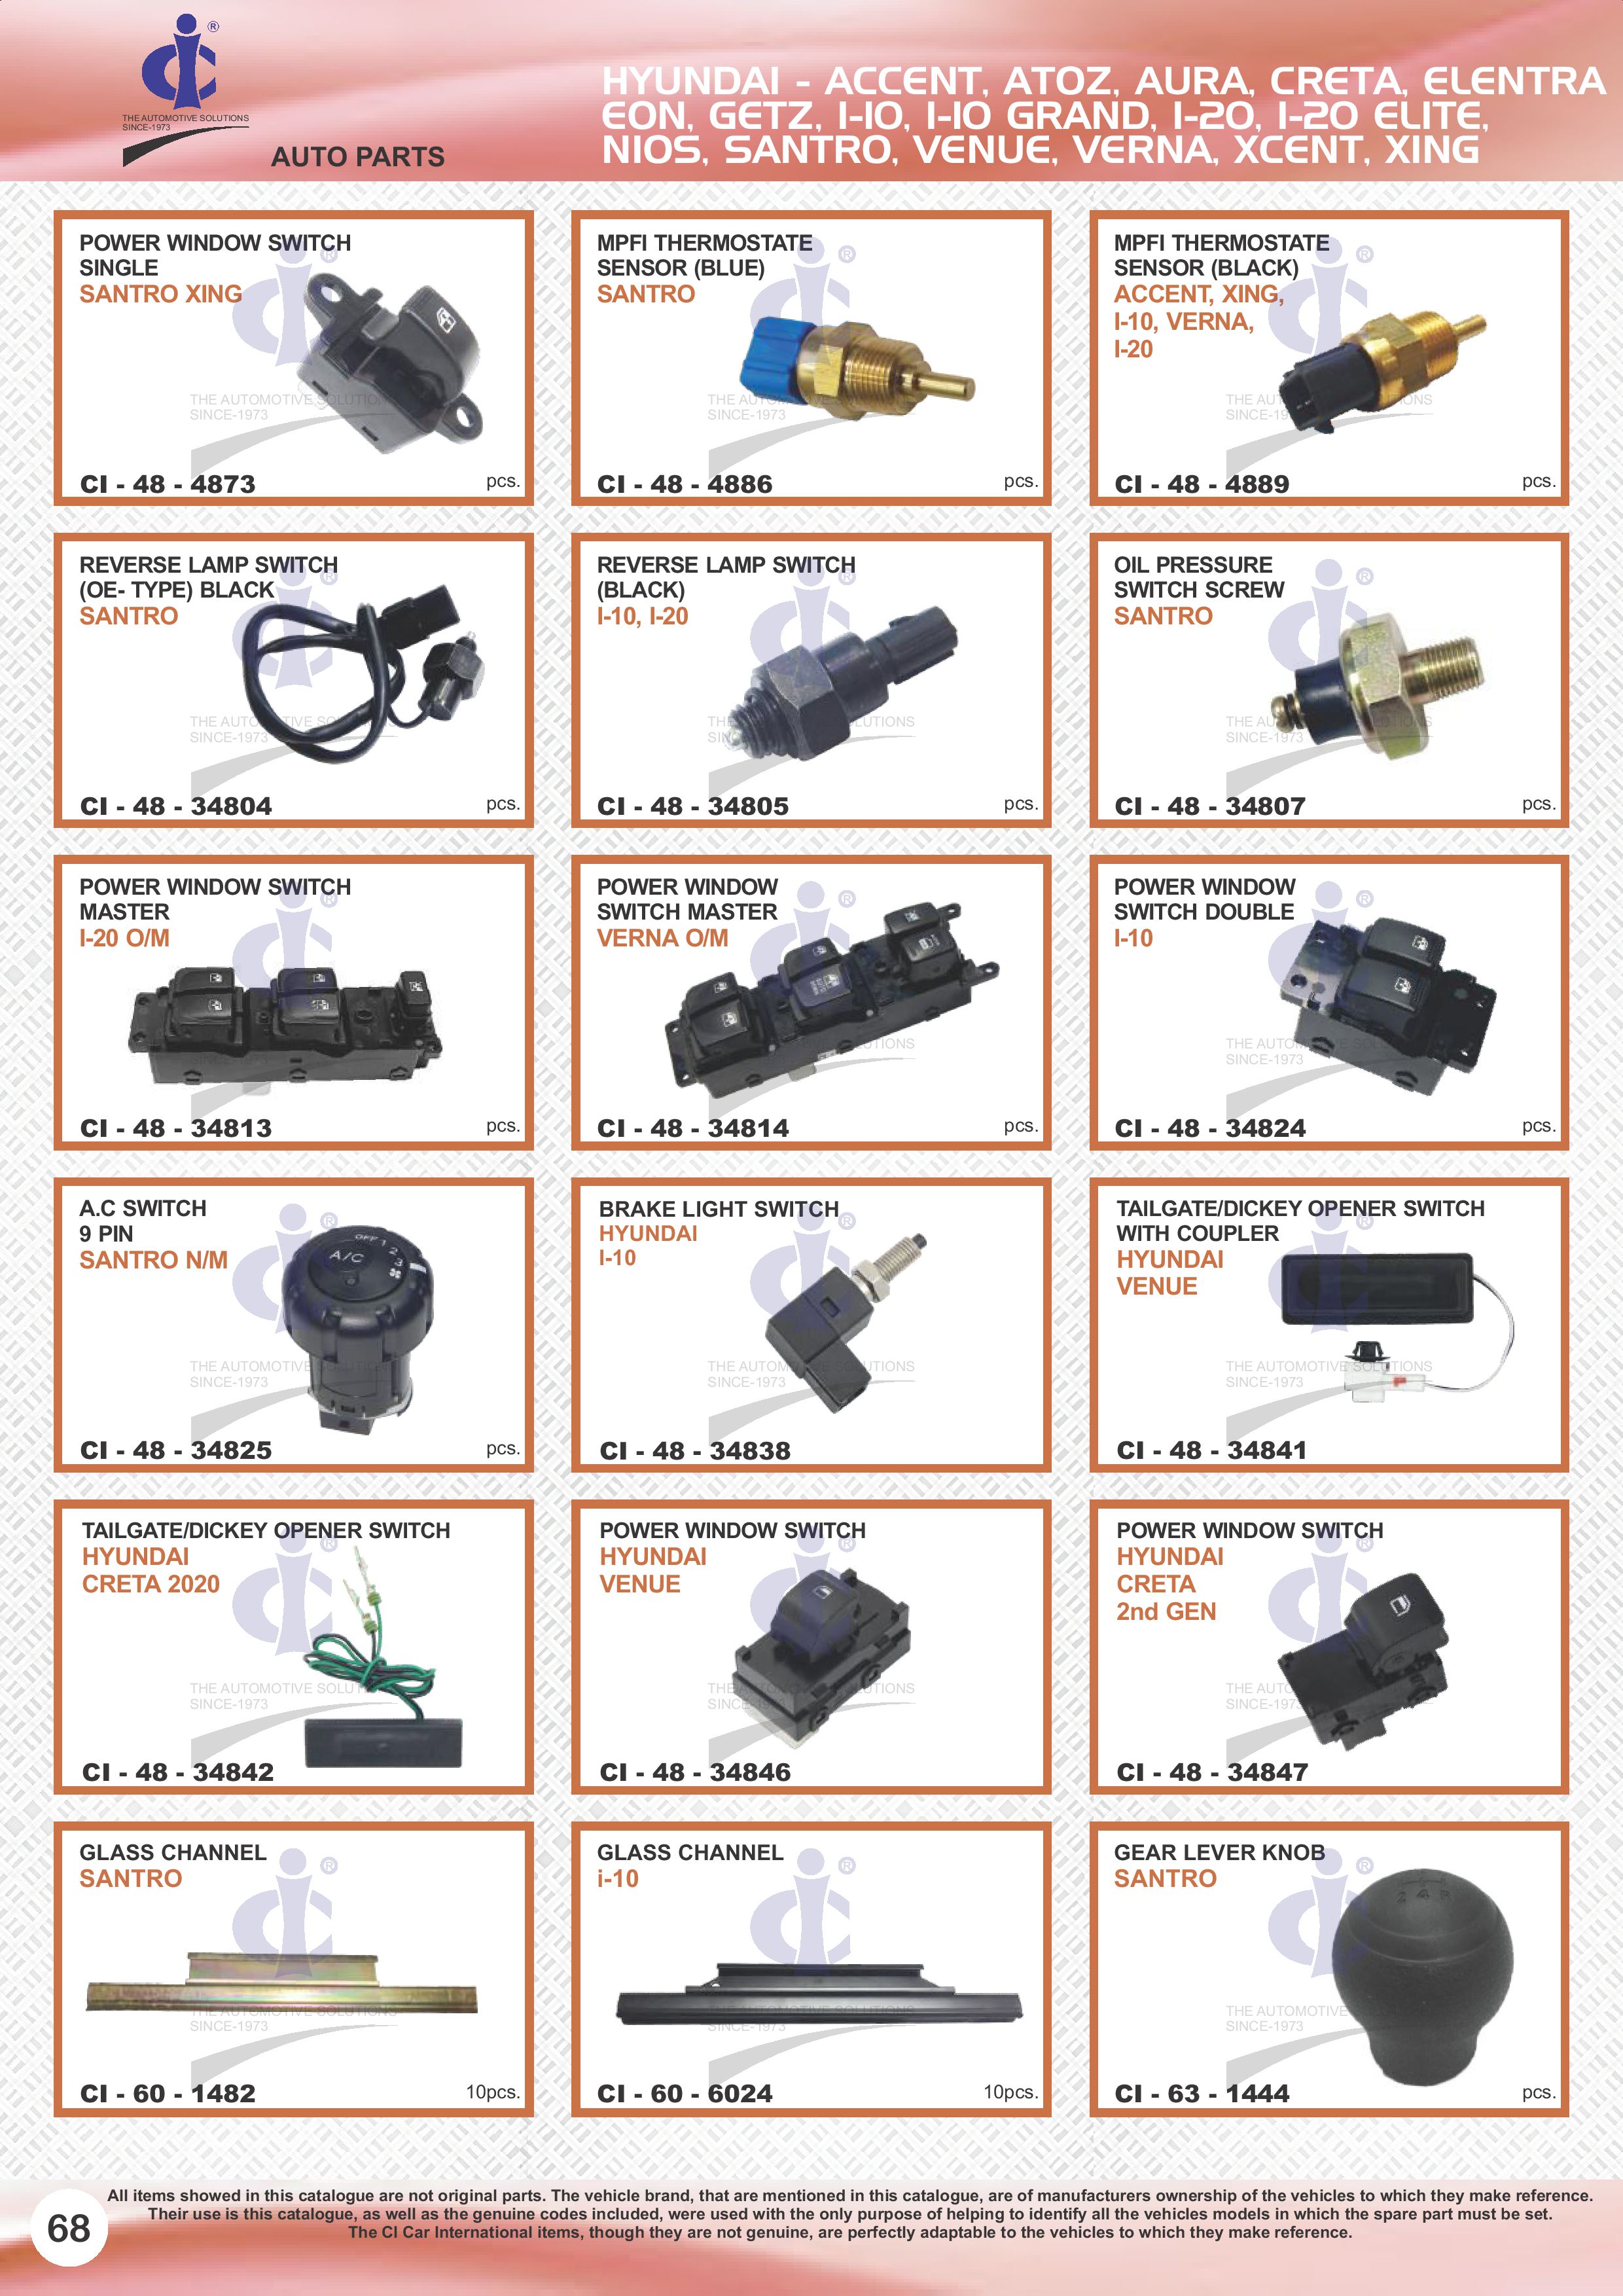 ®
THE AUTOMOTIVE SOLUTIONS
SINCE-1973
AUTO PARTS
HYUNDAI - ACCENT, ATOZ, AURA, CRETA, ELENTRA
EON, GETZ, I-10, I-10 GRAND, I-20, I-20 ELITE,
NIOS, SANTRO, VENUE, VERNA, XCENT, XING
POWER WINDOW SWITCH
SINGLE
SANTRO XING
CI - 48 - 4873
pcs.
MPFI THERMOSTATE
SENSOR (BLUE)
SANTRO
CI - 48 - 4886
pcs.
MPFI THERMOSTATE
SENSOR (BLACK)
ACCENT, XING,
I-10, VERNA,
I-20
CI - 48 - 4889
pcs.
REVERSE LAMP SWITCH
(OE- TYPE) BLACK
SANTRO
CI - 48 - 34804
pcs.
REVERSE LAMP SWITCH
(BLACK)
I-10, I-20
CI - 48 - 34805
pcs.
OIL PRESSURE
SWITCH SCREW
SANTRO
CI - 48 - 34807
pcs.
POWER WINDOW SWITCH
MASTER
I-20 O/M
CI - 48 - 34813
pcs.
POWER WINDOW
SWITCH MASTER
VERNA O/M
CI - 48 - 34814
pcs.
POWER WINDOW
SWITCH DOUBLE
I-10
CI - 48 - 34824
pcs.
A.C SWITCH
9 PIN
SANTRO N/M
OFF 1 2 3
A/C
CI - 48 - 34825
pcs.
BRAKE LIGHT SWITCH
HYUNDAI
I-10
CI - 48 - 34838
TAILGATE/DICKEY OPENER SWITCH
WITH COUPLER
HYUNDAI
VENUE
CI - 48 - 34841
TAILGATE/DICKEY OPENER SWITCH
HYUNDAI
CRETA 2020
CI - 48 - 34842
POWER WINDOW SWITCH
HYUNDAI
VENUE
CI - 48 - 34846
POWER WINDOW SWITCH
HYUNDAI
CRETA
2nd GEN
CI - 48 - 34847
GLASS CHANNEL
SANTRO
CI - 60 - 1482
10pcs.
GLASS CHANNEL
i-10
CI - 60 - 6024
10pcs.
GEAR LEVER KNOB
SANTRO
2 4 R
CI - 63 - 1444
pcs.
68
All items showed in this catalogue are not original parts. The vehicle brand, that are mentioned in this catalogue, are of manufacturers ownership of the vehicles to which they make reference.
Their use is this catalogue, as well as the genuine codes included, were used with the only purpose of helping to identify all the vehicles models in which the spare part must be set.
The CI Car International items, though they are not genuine, are perfectly adaptable to the vehicles to which they make reference.